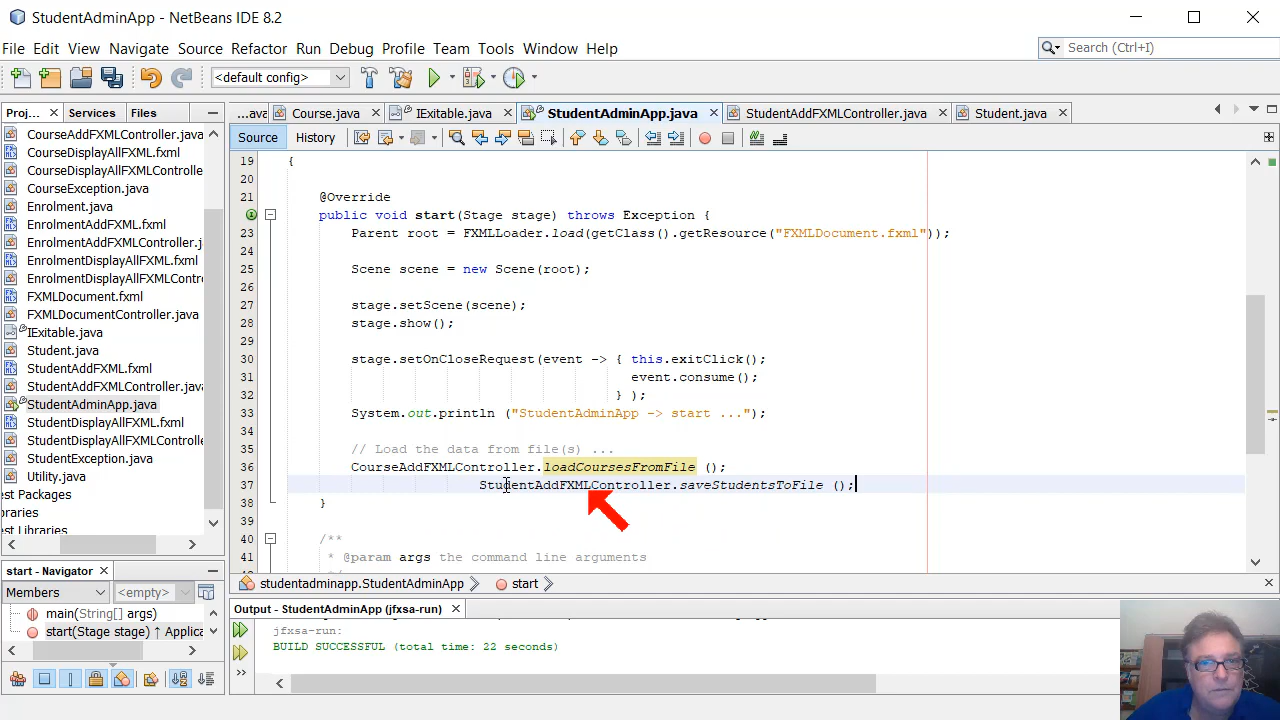 StudentAdminApp - NetBeans IDE 8.2
File Edit View Navigate Source Refactor Run Debug Profile Team Tools Window Help
Search (Ctrl+I)
<default config>
Proj... Services Files
...ava Course.java IExitable.java StudentAdminApp.java StudentAddFXMLController.java Student.java
Source History
CourseAddFXMLController.java
CourseDisplayAllFXML.fxml
CourseDisplayAllFXMLControlle
CourseException.java
Enrolment.java
EnrolmentAddFXML.fxml
EnrolmentAddFXMLController.j
EnrolmentDisplayAllFXML.fxml
EnrolmentDisplayAllFXMLContr
FXMLDocument.fxml
FXMLDocumentController.java
IExitable.java
Student.java
StudentAddFXML.fxml
StudentAddFXMLController.java
StudentAdminApp.java
StudentDisplayAllFXML.fxml
StudentDisplayAllFXMLControlle
StudentException.java
Utility.java
t Libraries
19 {
20
21 @Override
public void start(Stage stage) throws Exception {
23 Parent root = FXMLLoader.load(getClass().getResource("FXMLDocument.fxml"));
24
25 Scene scene = new Scene(root);
26
27 stage.setScene(scene);
28 stage.show();
29
30 stage.setOnCloseRequest(event -> { this.exitClick();
31 event.consume();
32 } );
33 System.out.println ("StudentAdminApp -> start ...");
34
35 // Load the data from file(s) ...
36 CourseAddFXMLController.loadCoursesFromFile ();
37 StudentAddFXMLController.saveStudentsToFile ();
38 }
39
40 /**
41 * @param args the command line arguments
studentadminapp.StudentAdminApp start
start - Navigator
Members <empty>
main(String[] args)
start(Stage stage) ↑ Applica
Output - StudentAdminApp (jfxsa-run)
jfxsa-run:
BUILD SUCCESSFUL (total time: 22 seconds)